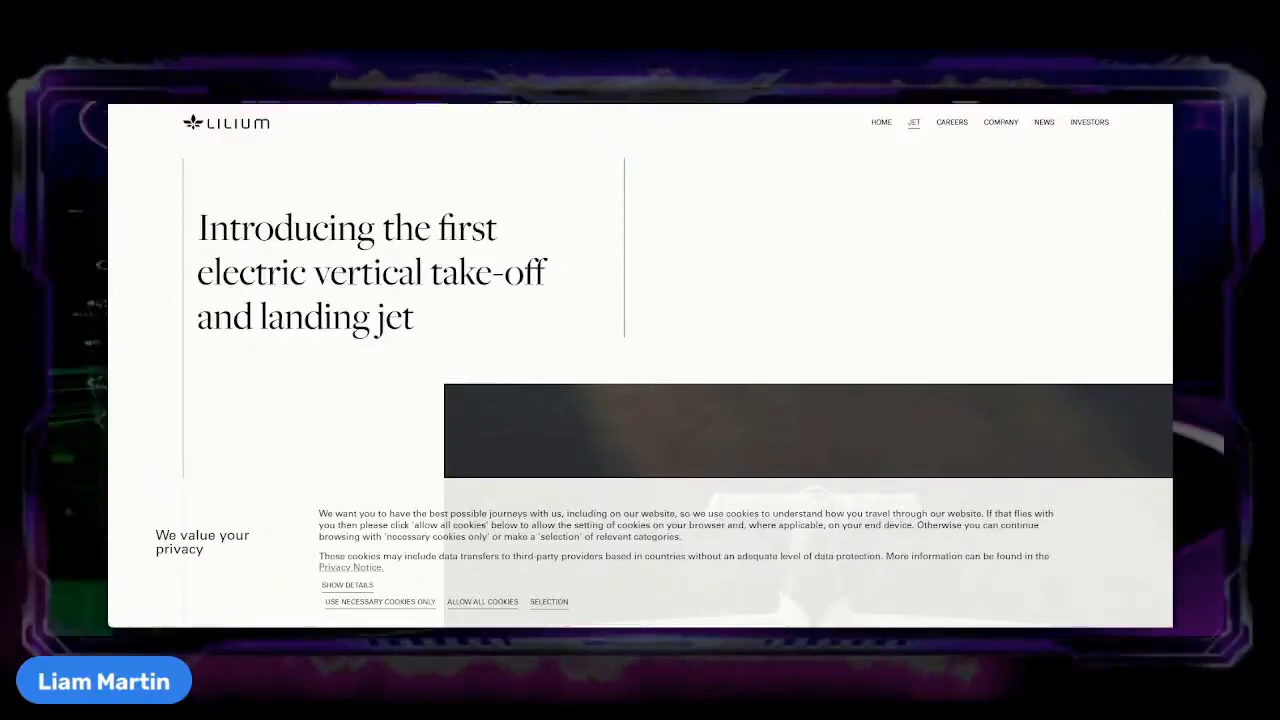 LILIUM
HOME JET CAREERS COMPANY NEWS INVESTORS
Introducing the first
electric vertical take-off
and landing jet
We value your
privacy
We want you to have the best possible journeys with us, including on our website, so we use cookies to understand how you travel through our website. If that flies with
you then please click 'allow all cookies' below to allow the setting of cookies on your browser and, where applicable, on your end device. Otherwise you can continue
browsing with 'necessary cookies only' or make a 'selection' of relevant categories.
These cookies may include data transfers to third-party providers based in countries without an adequate level of data protection. More information can be found in the
Privacy Notice.
SHOW DETAILS
USE NECESSARY COOKIES ONLY ALLOW ALL COOKIES SELECTION
Liam Martin